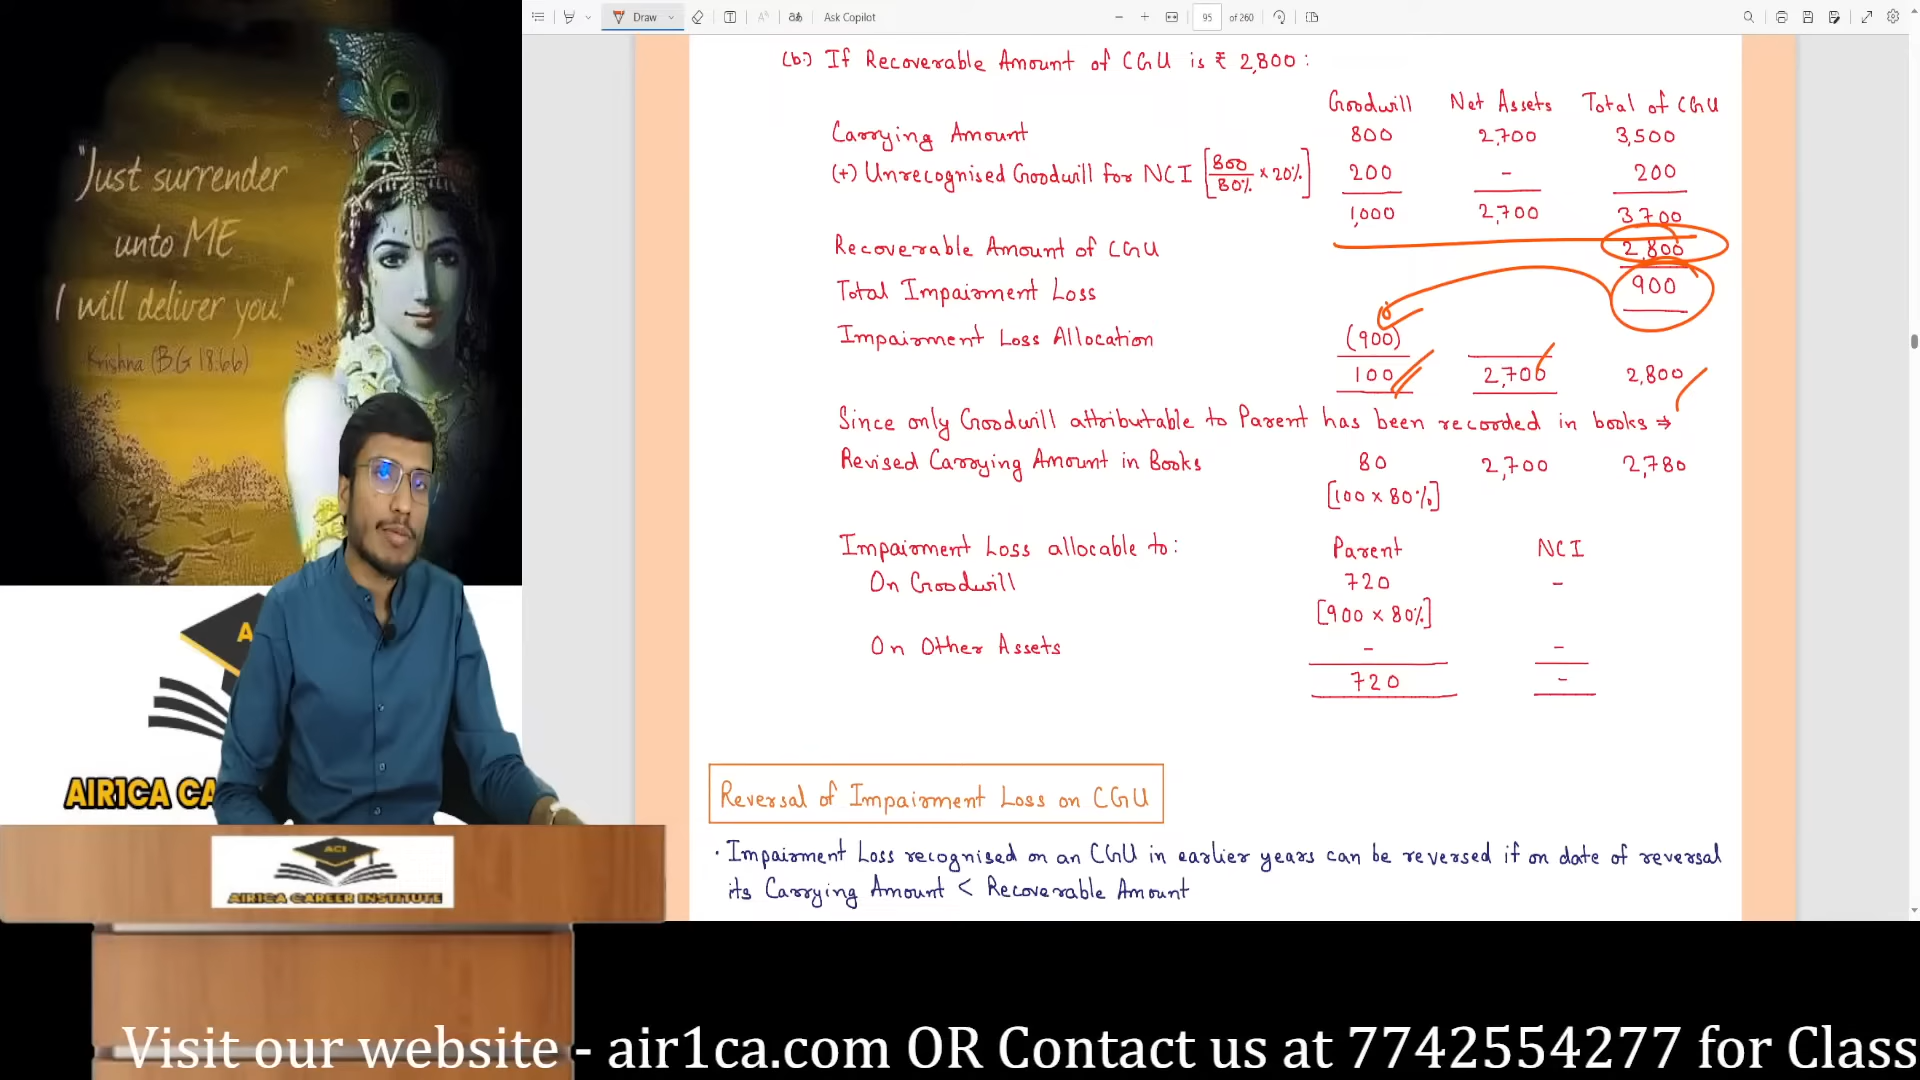 Draw
Ask Copilot
95 of 260
(b.) If Recoverable Amount of CGU is ₹ 2,800 :
Goodwill Net Assets Total of CGU
Carrying Amount 800 2,700 3,500
(+) Unrecognised Goodwill for NCI [800/80% × 20%] 200 - 200
1,000 2,700 3,700
Recoverable Amount of CGU 2,800
Total Impairment Loss 900
Impairment Loss Allocation (900)
100 2,700 2,800
Since only Goodwill attributable to Parent has been recorded in books ⇒
Revised Carrying Amount in Books 80 2,700 2,780
[100 × 80%]
Impairment Loss allocable to: Parent NCI
On Goodwill 720 -
[900 × 80%]
On Other Assets - -
720 -
Reversal of Impairment Loss on CGU
· Impairment Loss recognised on an CGU in earlier years can be reversed if on date of reversal
its Carrying Amount < Recoverable Amount
"Just surrender
unto ME
I will deliver you!"
- Krishna (B.G 18.66)
A
AIR1CA CA
ACI
AIR1CA CAREER INSTITUTE
Visit our website - air1ca.com OR Contact us at 7742554277 for Class